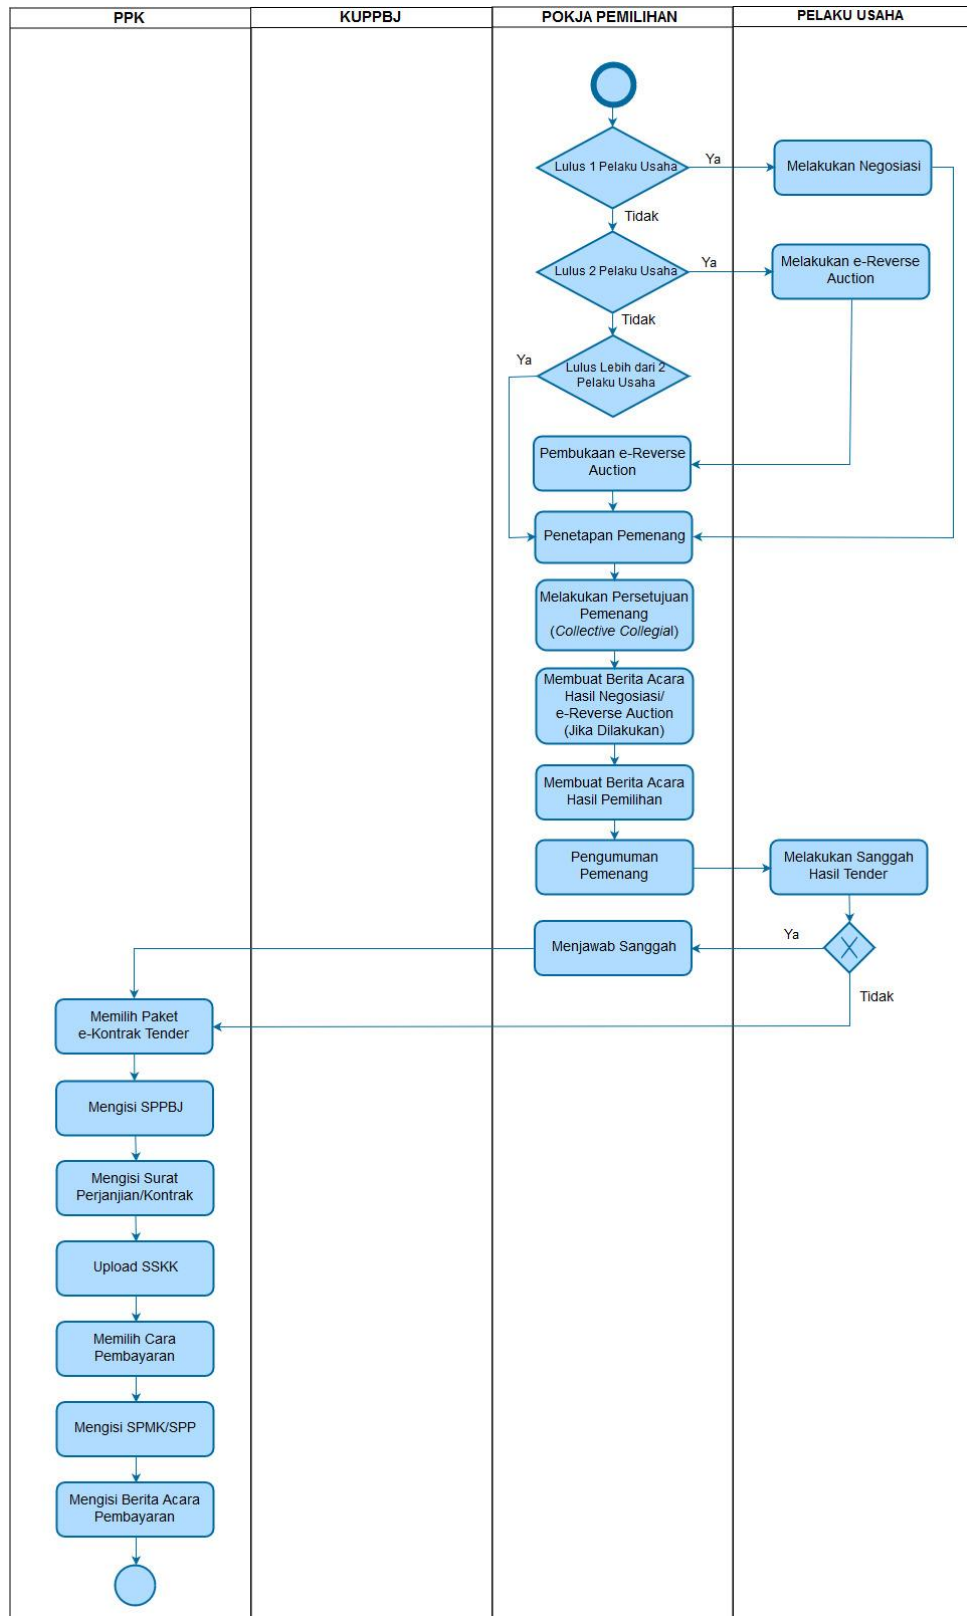 PPK
KUPPBJ
POKJA PEMILIHAN
PELAKU USAHA
Lulus 1 Pelaku Usaha
Ya
Melakukan Negosiasi
Tidak
Lulus 2 Pelaku Usaha
Ya
Melakukan e-Reverse
Auction
Tidak
Ya
Lulus Lebih dari 2
Pelaku Usaha
Pembukaan e-Reverse
Auction
Penetapan Pemenang
Melakukan Persetujuan
Pemenang
(Collective Collegial)
Membuat Berita Acara
Hasil Negosiasi/
e-Reverse Auction
(Jika Dilakukan)
Membuat Berita Acara
Hasil Pemilihan
Pengumuman
Pemenang
Melakukan Sanggah
Hasil Tender
Ya
Menjawab Sanggah
Tidak
Memilih Paket
e-Kontrak Tender
Mengisi SPPBJ
Mengisi Surat
Perjanjian/Kontrak
Upload SSKK
Memilih Cara
Pembayaran
Mengisi SPMK/SPP
Mengisi Berita Acara
Pembayaran